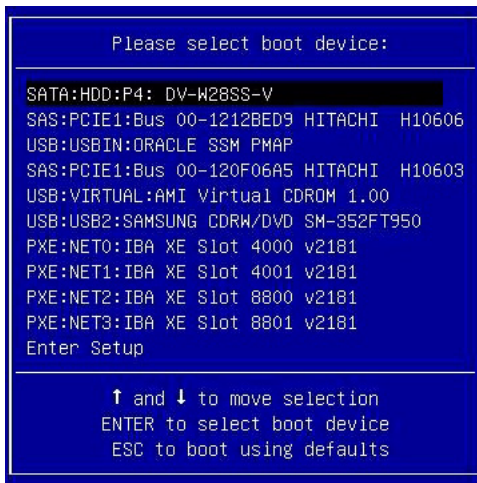 Please select boot device:
SATA:HDD:P4: DV-W28SS-V
SAS:PCIE1:Bus 00-1212BED9 HITACHI  H10606
USB:USBIN:ORACLE SSM PMAP
SAS:PCIE1:Bus 00-120F06A5 HITACHI  H10603
USB:VIRTUAL:AMI Virtual CDROM 1.00
USB:USB2:SAMSUNG CDRW/DVD SM-352FT950
PXE:NET0:IBA XE Slot 4000 v2181
PXE:NET1:IBA XE Slot 4001 v2181
PXE:NET2:IBA XE Slot 8800 v2181
PXE:NET3:IBA XE Slot 8801 v2181
Enter Setup
↑ and ↓ to move selection
ENTER to select boot device
ESC to boot using defaults